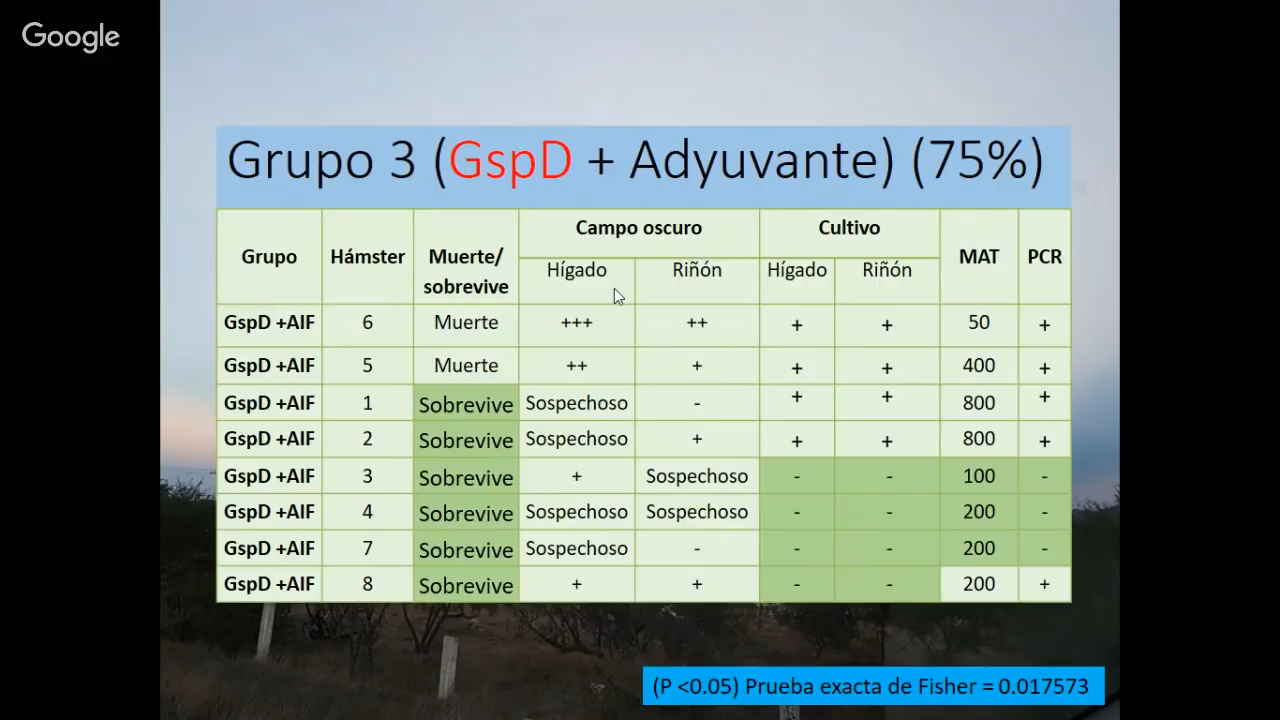 Google
Grupo 3 (GspD + Adyuvante) (75%)
Grupo Hámster Muerte/ sobrevive Campo oscuro Cultivo MAT PCR
Hígado Riñón Hígado Riñón
GspD +AIF 6 Muerte +++ ++ + + 50 +
GspD +AIF 5 Muerte ++ + + + 400 +
GspD +AIF 1 Sobrevive Sospechoso - + + 800 +
GspD +AIF 2 Sobrevive Sospechoso + + + 800 +
GspD +AIF 3 Sobrevive + Sospechoso - - 100 -
GspD +AIF 4 Sobrevive Sospechoso Sospechoso - - 200 -
GspD +AIF 7 Sobrevive Sospechoso - - - 200 -
GspD +AIF 8 Sobrevive + + - - 200 +
(P <0.05) Prueba exacta de Fisher = 0.017573